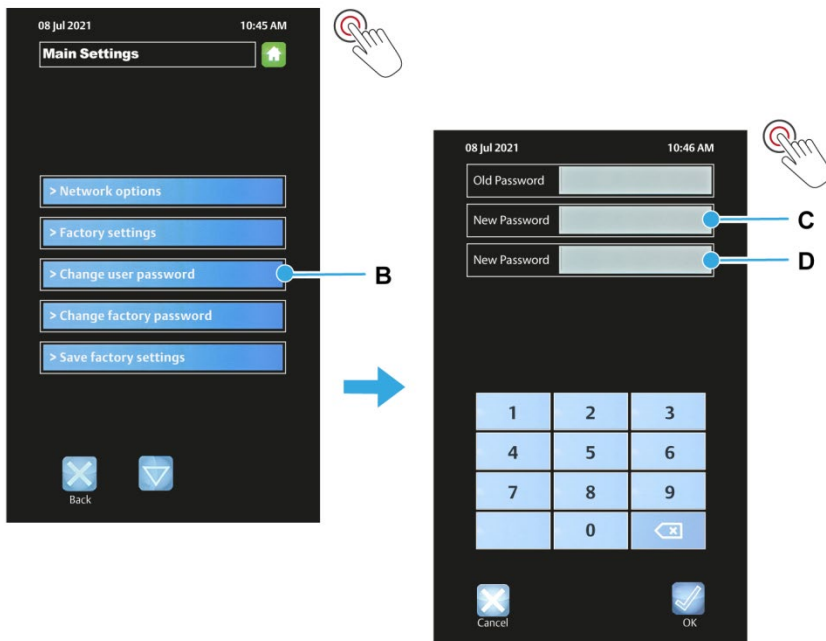 08 Jul 2021 10:45 AM
Main Settings
> Network options
> Factory settings
> Change user password
> Change factory password
> Save factory settings
Back
B
08 Jul 2021 10:46 AM
Old Password
New Password
C
New Password
D
1 2 3
4 5 6
7 8 9
0
Cancel OK